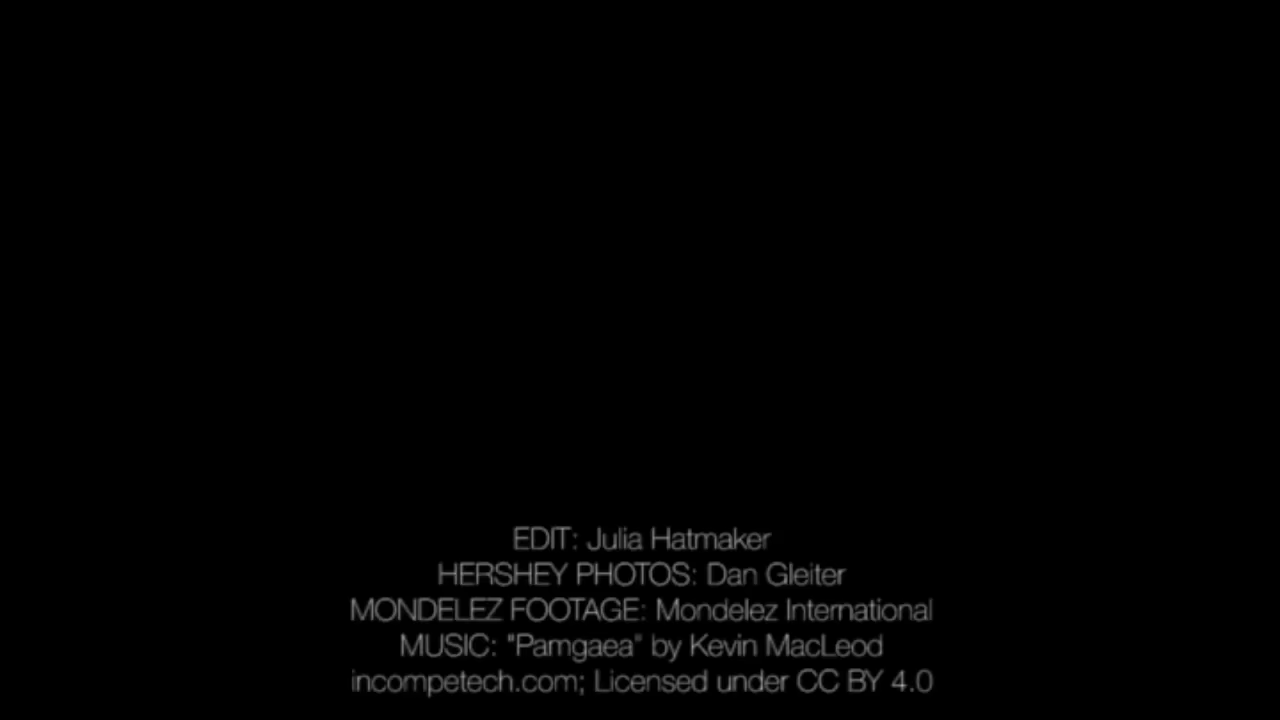 EDIT: Julia Hatmaker
HERSHEY PHOTOS: Dan Gleiter
MONDELEZ FOOTAGE: Mondelez International
MUSIC: "Pamgaea" by Kevin MacLeod
incompetech.com; Licensed under CC BY 4.0